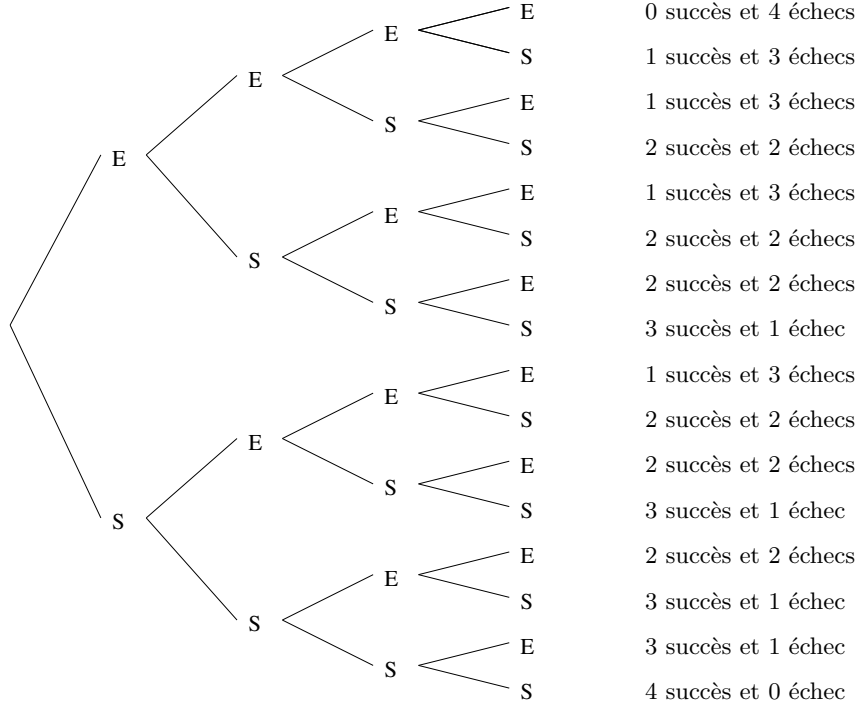 E 0 succès et 4 échecs
E
S 1 succès et 3 échecs
E
E 1 succès et 3 échecs
S
S 2 succès et 2 échecs
E
E 1 succès et 3 échecs
E
S 2 succès et 2 échecs
S
E 2 succès et 2 échecs
S
S 3 succès et 1 échec
E 1 succès et 3 échecs
E
S 2 succès et 2 échecs
E
E 2 succès et 2 échecs
S
S 3 succès et 1 échec
S
E 2 succès et 2 échecs
E
S 3 succès et 1 échec
S
E 3 succès et 1 échec
S
S 4 succès et 0 échec